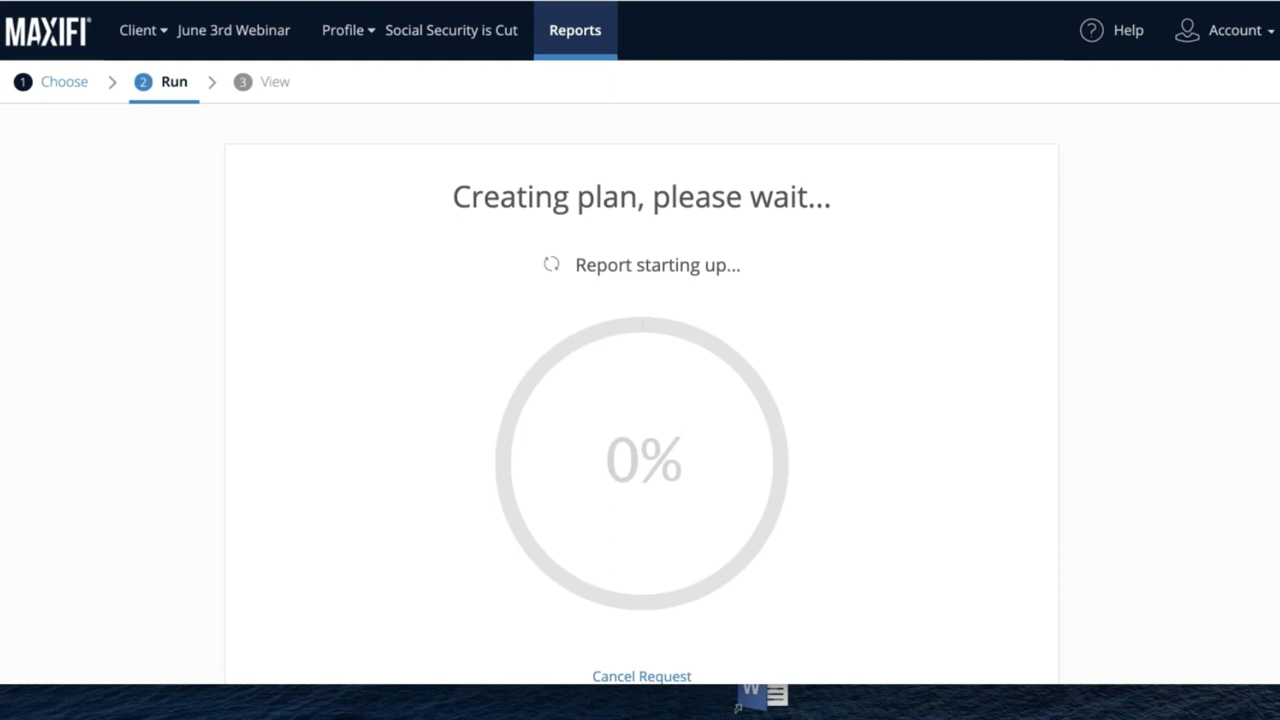 MAXIFI® Client June 3rd Webinar Profile Social Security is Cut Reports Help Account
1 Choose 2 Run 3 View
Creating plan, please wait...
Report starting up...
0%
Cancel Request
W